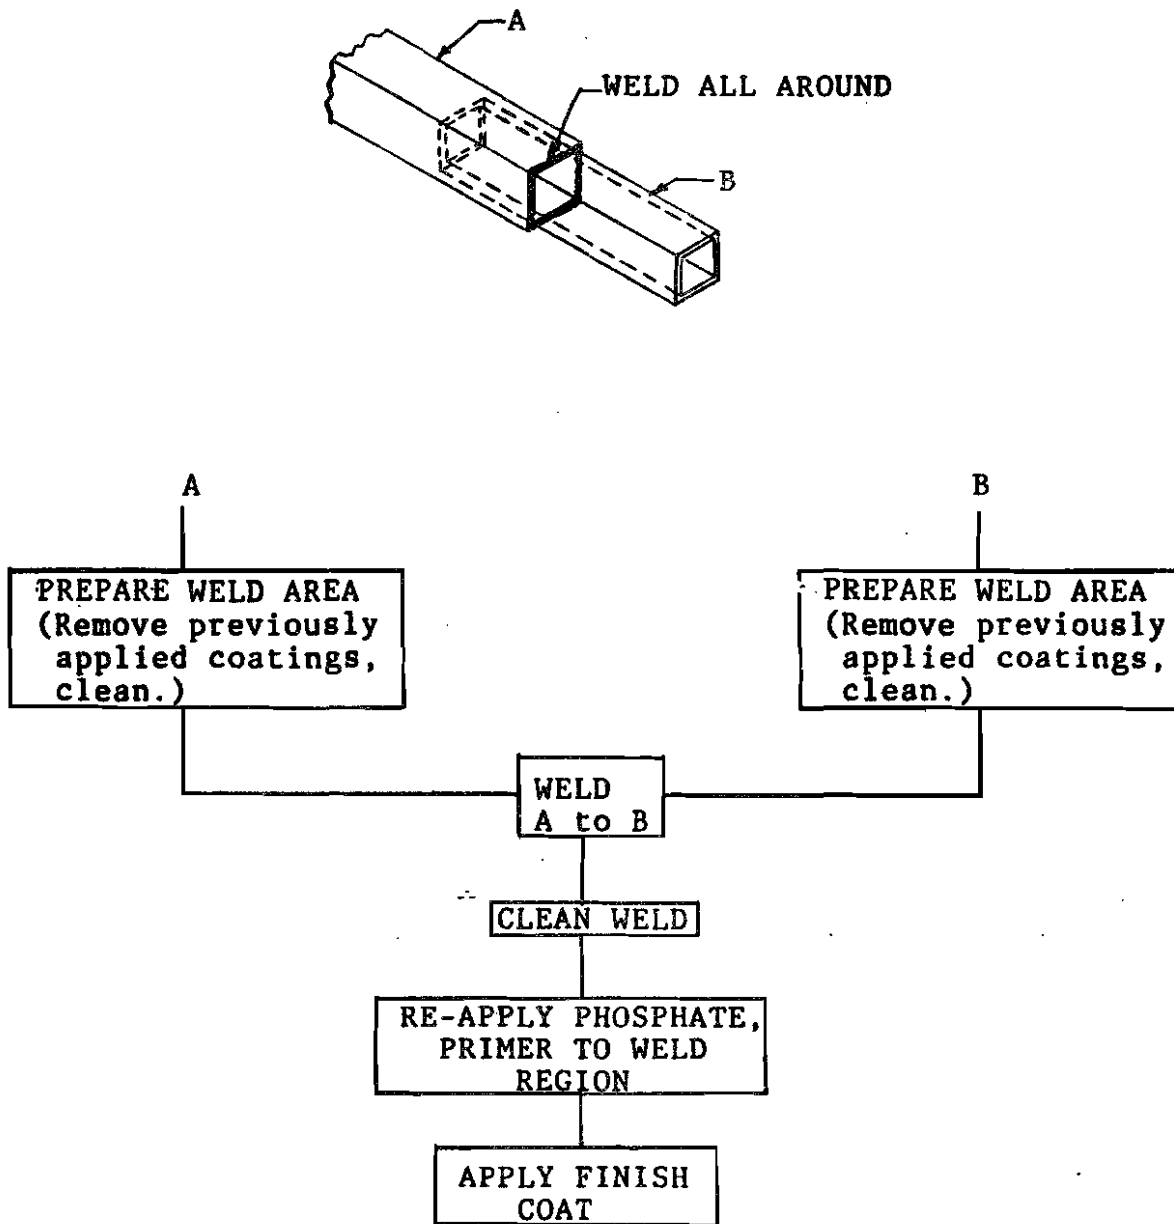 A
WELD ALL AROUND
B
A
B
PREPARE WELD AREA
(Remove previously
applied coatings,
clean.)
PREPARE WELD AREA
(Remove previously
applied coatings,
clean.)
WELD
A to B
CLEAN WELD
RE-APPLY PHOSPHATE,
PRIMER TO WELD
REGION
APPLY FINISH
COAT